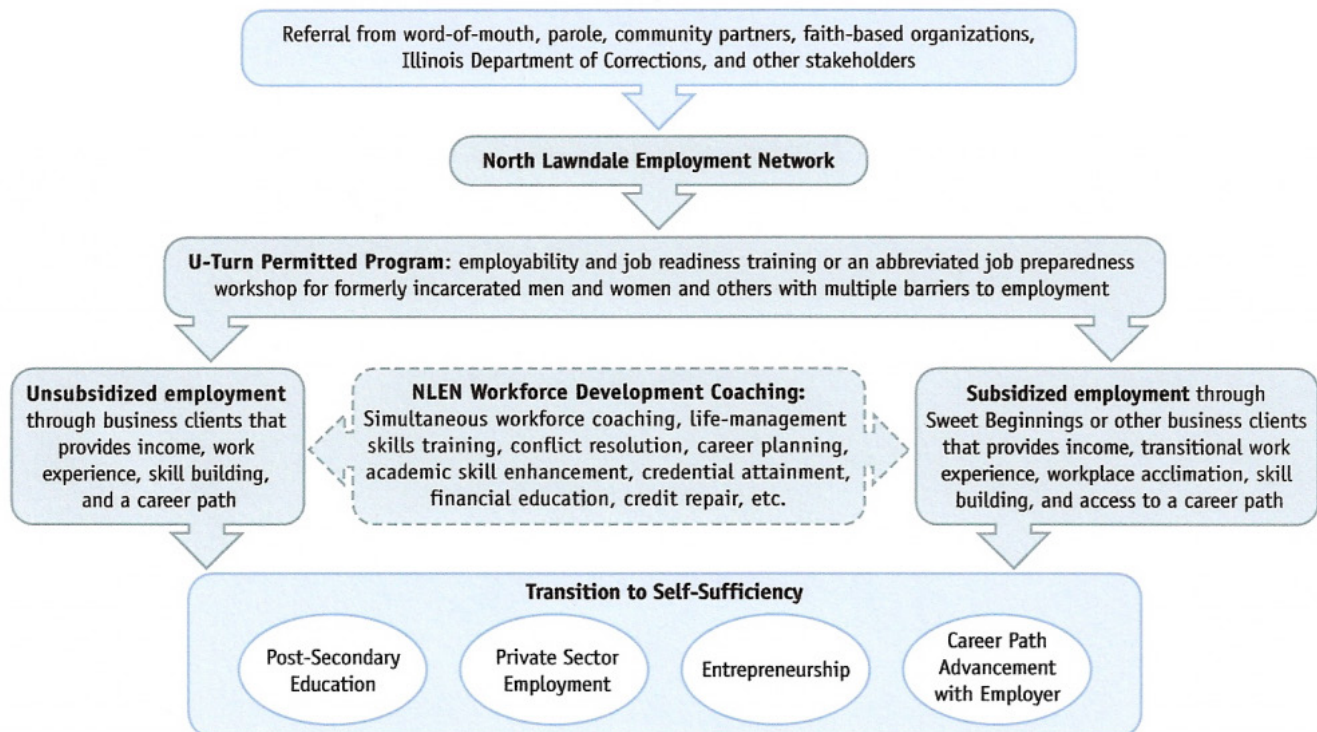 Referral from word-of-mouth, parole, community partners, faith-based organizations,
Illinois Department of Corrections, and other stakeholders
North Lawndale Employment Network
U-Turn Permitted Program: employability and job readiness training or an abbreviated job preparedness
workshop for formerly incarcerated men and women and others with multiple barriers to employment
Unsubsidized employment
through business clients that
provides income, work
experience, skill building,
and a career path
NLEN Workforce Development Coaching:
Simultaneous workforce coaching, life-management
skills training, conflict resolution, career planning,
academic skill enhancement, credential attainment,
financial education, credit repair, etc.
Subsidized employment through
Sweet Beginnings or other business clients
that provides income, transitional work
experience, workplace acclimation, skill
building, and access to a career path
Transition to Self-Sufficiency
Post-Secondary
Education
Private Sector
Employment
Entrepreneurship
Career Path
Advancement
with Employer